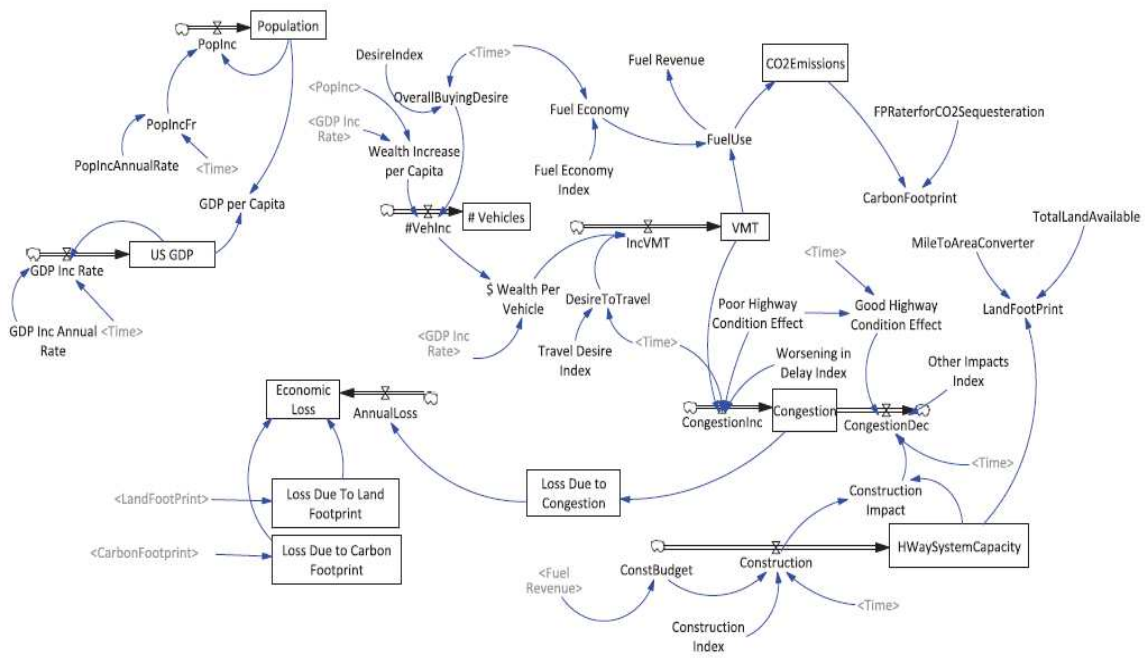 Population
PopInc
PopIncFr
PopIncAnnualRate
<Time>
GDP per Capita
US GDP
GDP Inc Rate
GDP Inc Annual
Rate
<Time>
DesireIndex
<Time>
<PopInc>
OverallBuyingDesire
<GDP Inc
Rate>
Wealth Increase
per Capita
# Vehicles
#VehInc
Fuel Revenue
CO2Emissions
Fuel Economy
FuelUse
Fuel Economy
Index
FPRaterforCO2Sequesteration
CarbonFootprint
IncVMT
VMT
$ Wealth Per
Vehicle
DesireToTravel
<GDP Inc
Rate>
Travel Desire
Index
<Time>
Poor Highway
Condition Effect
<Time>
Good Highway
Condition Effect
MileToAreaConverter
TotalLandAvailable
LandFootPrint
Worsening in
Delay Index
Other Impacts
Index
CongestionInc
Congestion
CongestionDec
<Time>
Economic
Loss
AnnualLoss
<LandFootPrint>
Loss Due To Land
Footprint
<CarbonFootprint>
Loss Due to Carbon
Footprint
Loss Due to
Congestion
Construction
Impact
HWaySystemCapacity
<Fuel
Revenue>
ConstBudget
Construction
Construction
Index
<Time>